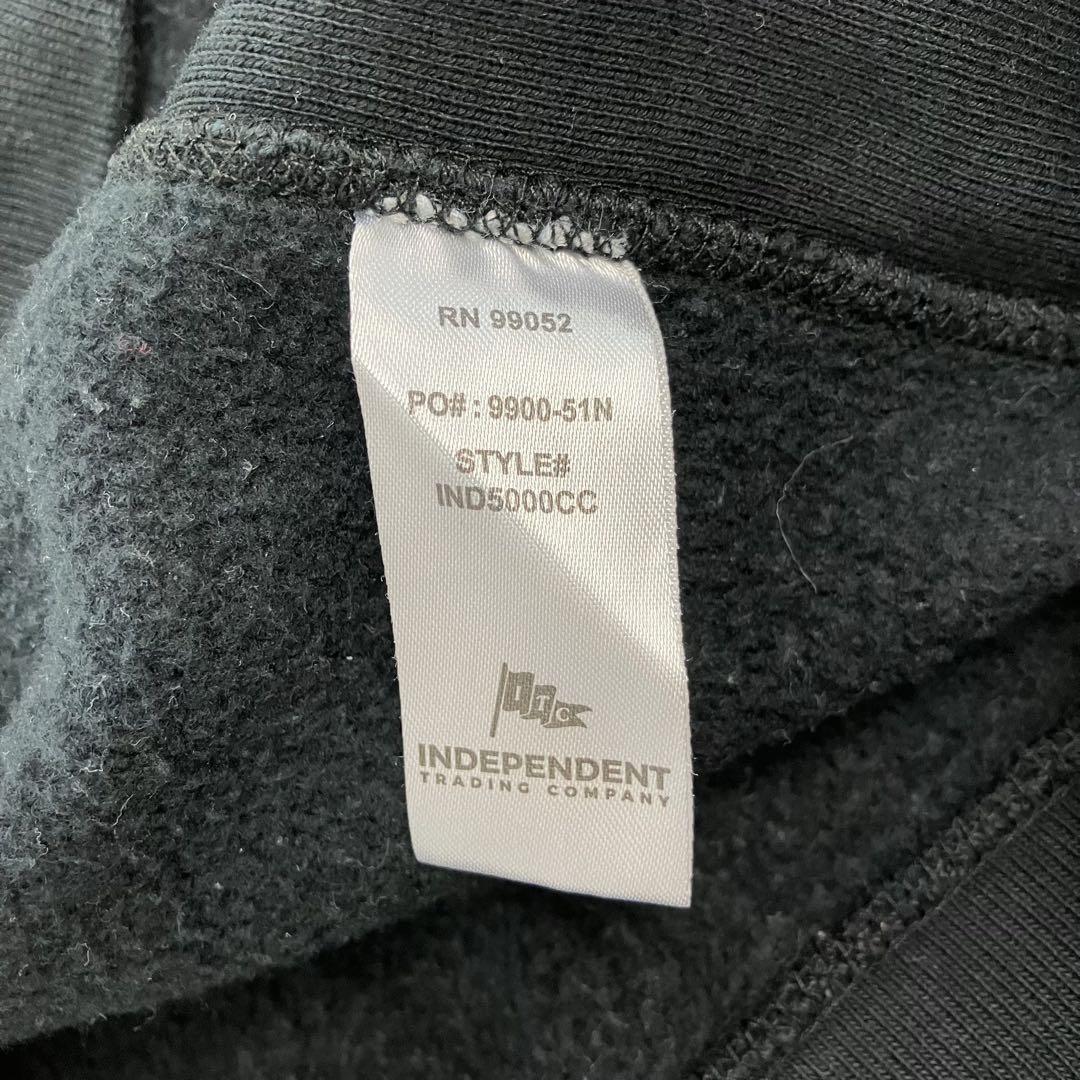 RN 99052
PO# : 9900-51N
STYLE#
IND5000CC
ITC
INDEPENDENT
TRADING COMPANY